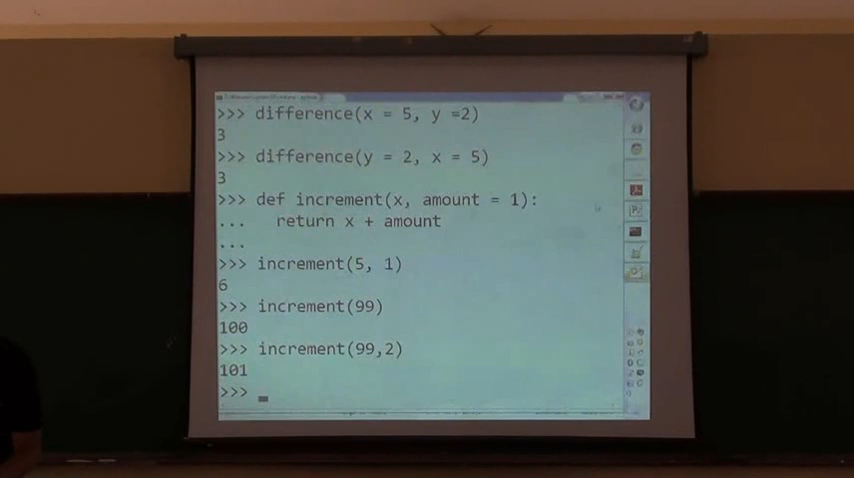 >>> difference(x = 5, y =2)
3
>>> difference(y = 2, x = 5)
3
>>> def increment(x, amount = 1):
...   return x + amount
...
>>> increment(5, 1)
6
>>> increment(99)
100
>>> increment(99,2)
101
>>>